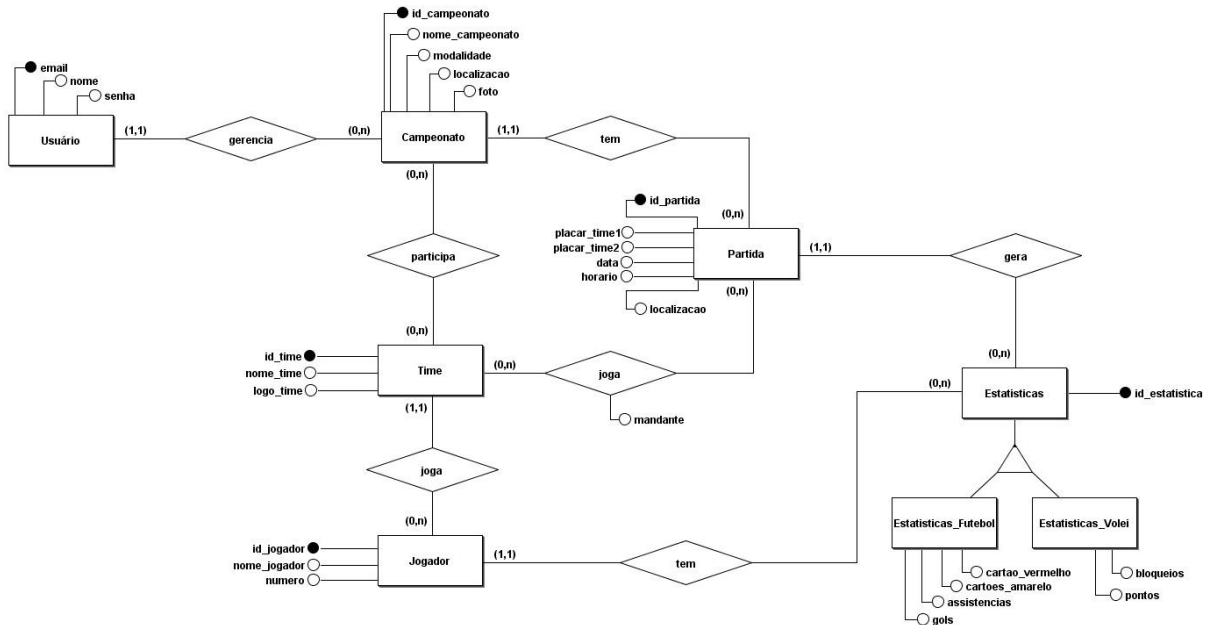 id_campeonato
nome_campeonato
modalidade
localizacao
foto
email
nome
senha
Usuário
(1,1)
gerencia
(0,n)
Campeonato
(1,1)
tem
(0,n)
(0,n)
id_partida
placar_time1
placar_time2
data
horario
localizacao
Partida
(1,1)
gera
(0,n)
participa
(0,n)
(0,n)
id_time
nome_time
logo_time
Time
(0,n)
joga
mandante
(1,1)
(0,n)
Estatisticas
id_estatistica
joga
(0,n)
Estatisticas_Futebol
Estatisticas_Volei
id_jogador
nome_jogador
numero
Jogador
(1,1)
tem
cartao_vermelho
cartoes_amarelo
assistencias
gols
bloqueios
pontos